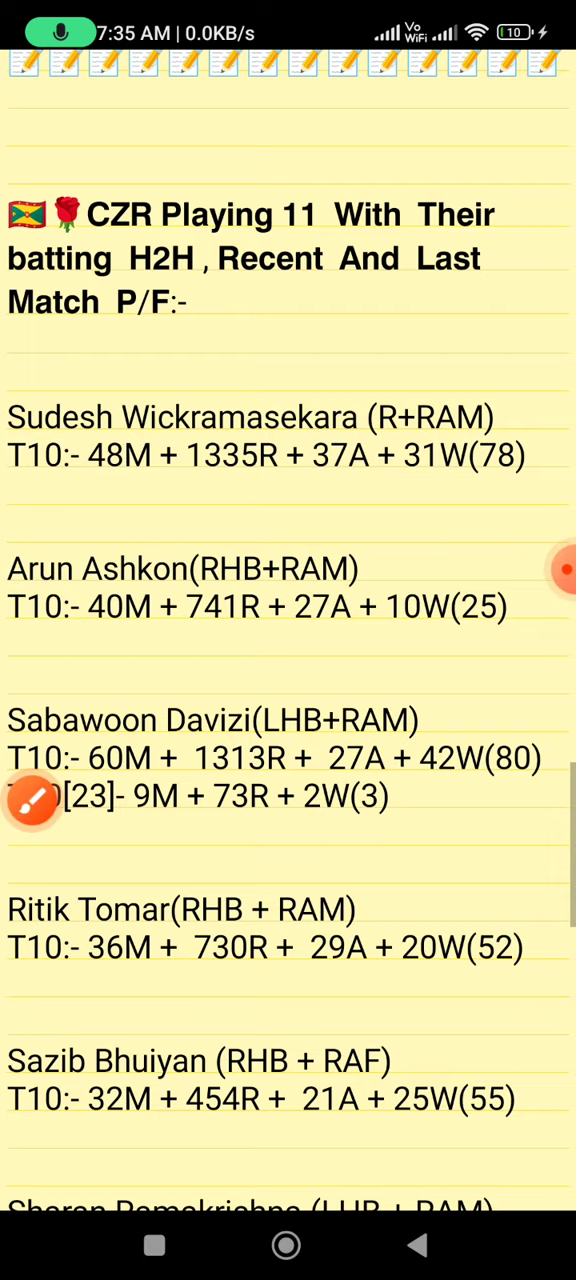 7:35 AM | 0.0KB/s
Vo
WiFi
10
🇬🇩🌹CZR Playing 11 With Their
batting H2H , Recent And Last
Match P/F:-
Sudesh Wickramasekara (R+RAM)
T10:- 48M + 1335R + 37A + 31W(78)
Arun Ashkon(RHB+RAM)
T10:- 40M + 741R + 27A + 10W(25)
Sabawoon Davizi(LHB+RAM)
T10:- 60M + 1313R + 27A + 42W(80)
[23]- 9M + 73R + 2W(3)
Ritik Tomar(RHB + RAM)
T10:- 36M + 730R + 29A + 20W(52)
Sazib Bhuiyan (RHB + RAF)
T10:- 32M + 454R + 21A + 25W(55)